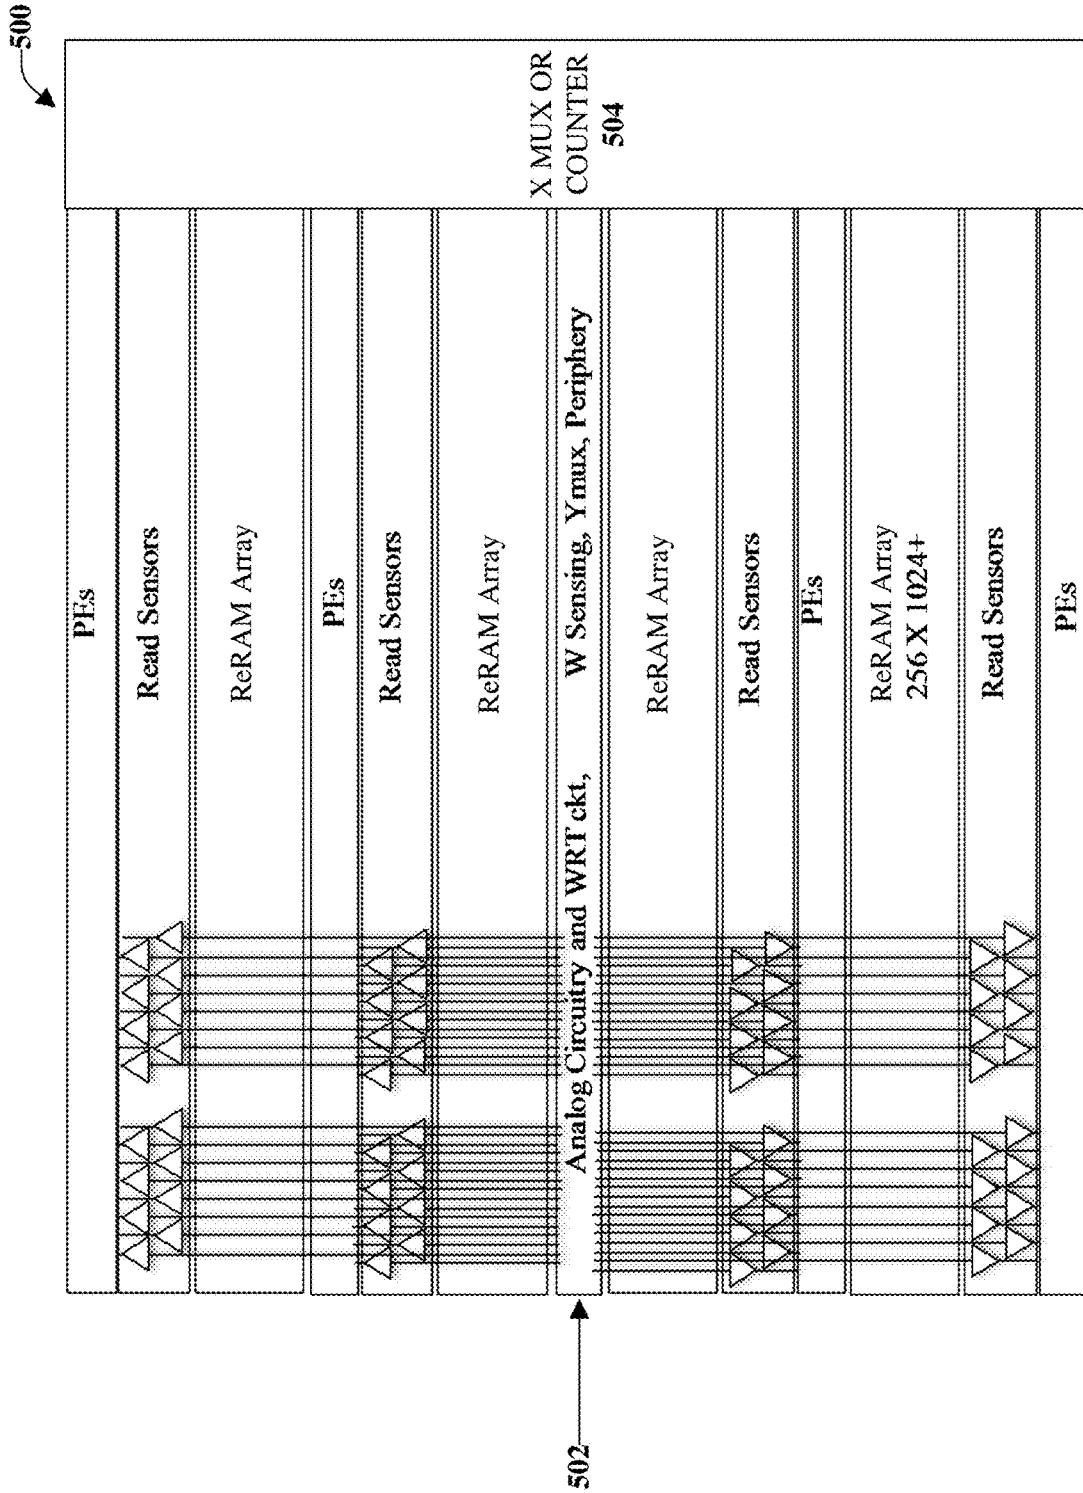 500
X MUX OR
COUNTER
504
PEs
Read Sensors
ReRAM Array
PEs
Read Sensors
ReRAM Array
Analog Circuitry and WRT ckt, W Sensing, Ymux, Periphery
ReRAM Array
Read Sensors
PEs
ReRAM Array
256 X 1024+
Read Sensors
PEs
502